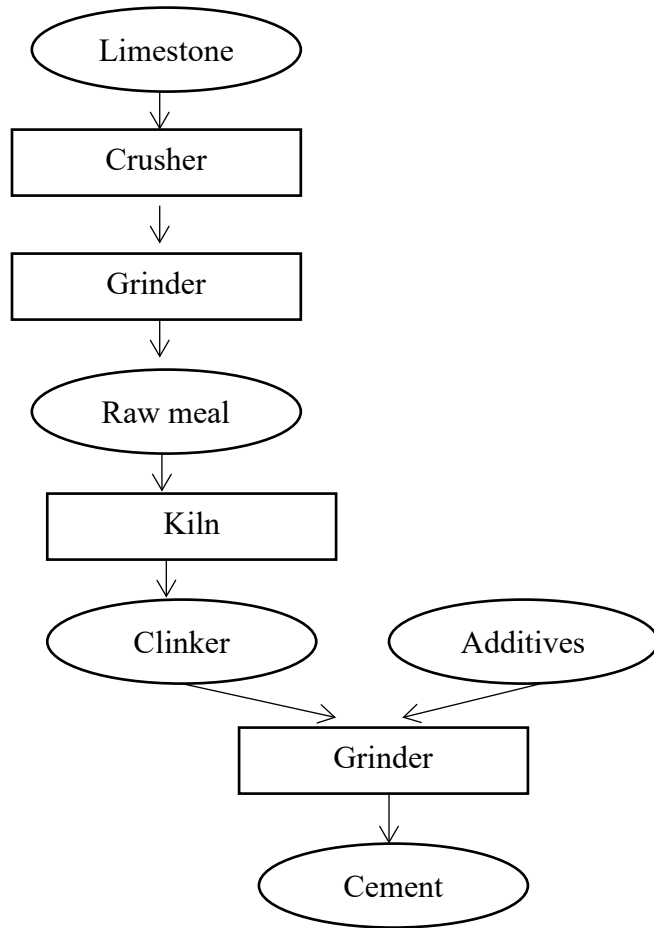 Limestone
Crusher
Grinder
Raw meal
Kiln
Clinker
Additives
Grinder
Cement